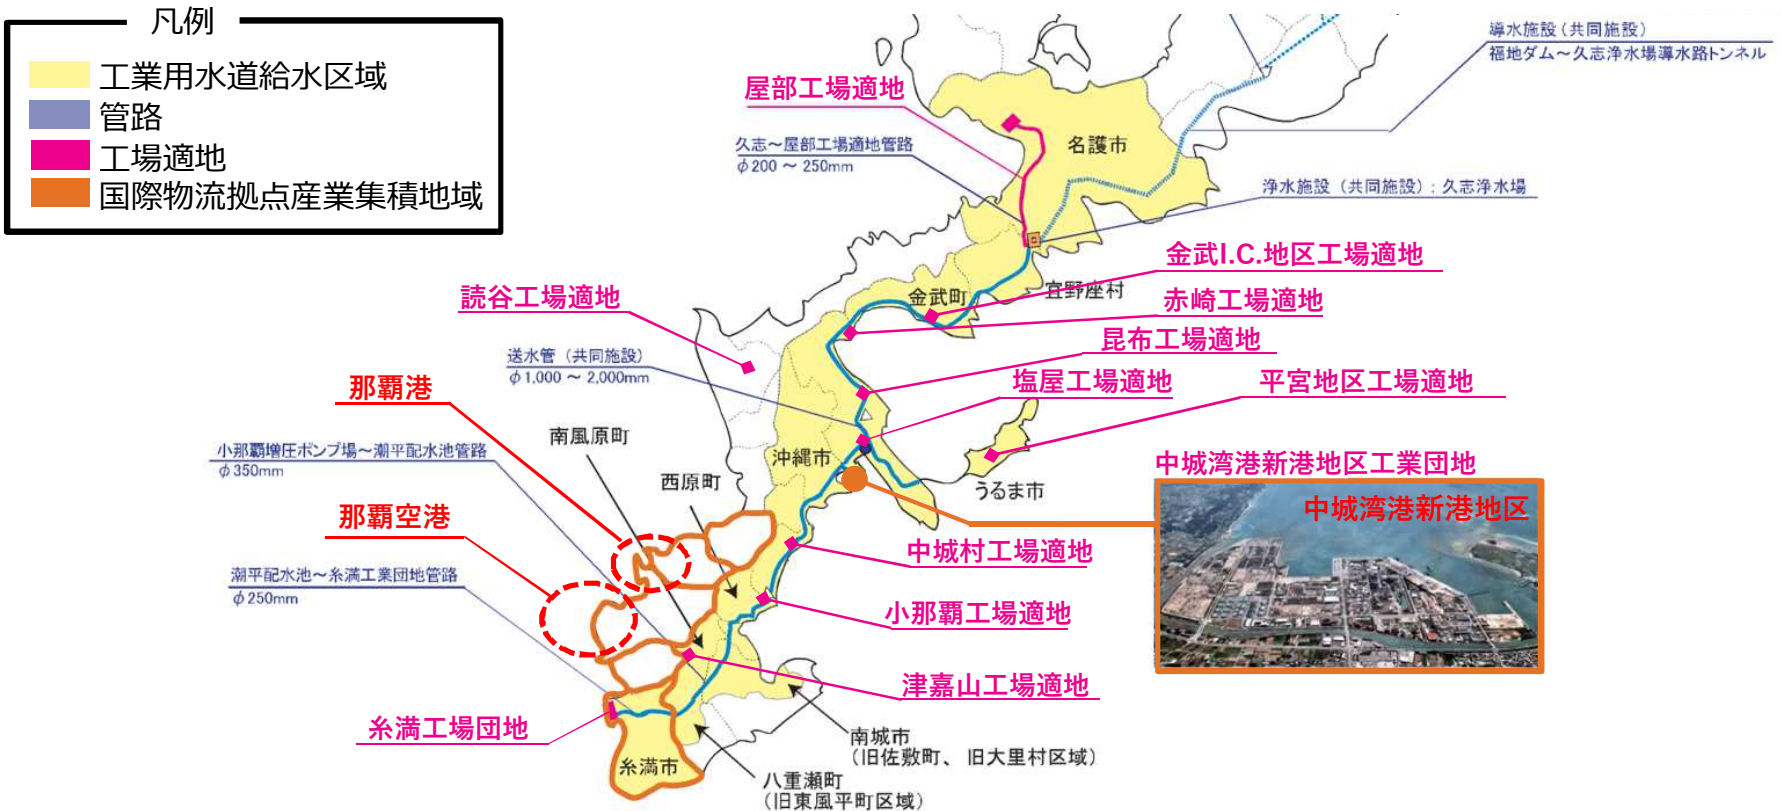 凡例
工業用水道給水区域
管路
工場適地
国際物流拠点産業集積地域
導水施設（共同施設）
福地ダム～久志浄水場導水路トンネル
屋部工場適地
久志～屋部工場適地管路
φ200 ～ 250mm
名護市
浄水施設（共同施設）：久志浄水場
金武I.C.地区工場適地
宜野座村
金武町
読谷工場適地
赤崎工場適地
送水管（共同施設）
φ1,000 ～ 2,000mm
昆布工場適地
那覇港
塩屋工場適地
平宮地区工場適地
南風原町
小那覇増圧ポンプ場～潮平配水池管路
φ350mm
沖縄市
西原町
うるま市
中城湾港新港地区工業団地
中城湾港新港地区
那覇空港
中城村工場適地
潮平配水池～糸満工業団地管路
φ250mm
小那覇工場適地
津嘉山工場適地
糸満工場団地
南城市
（旧佐敷町、旧大里村区域）
糸満市
八重瀬町
（旧東風平町区域）